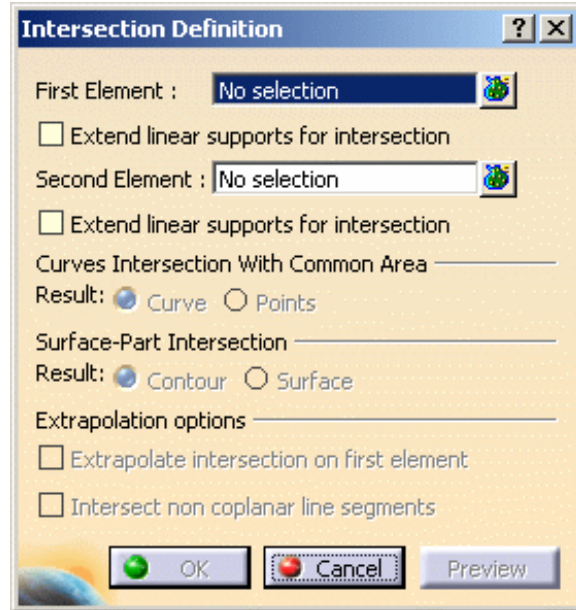 Intersection Definition ? X
First Element : No selection
Extend linear supports for intersection
Second Element : No selection
Extend linear supports for intersection
Curves Intersection With Common Area
Result: Curve Points
Surface-Part Intersection
Result: Contour Surface
Extrapolation options
Extrapolate intersection on first element
Intersect non coplanar line segments
OK Cancel Preview